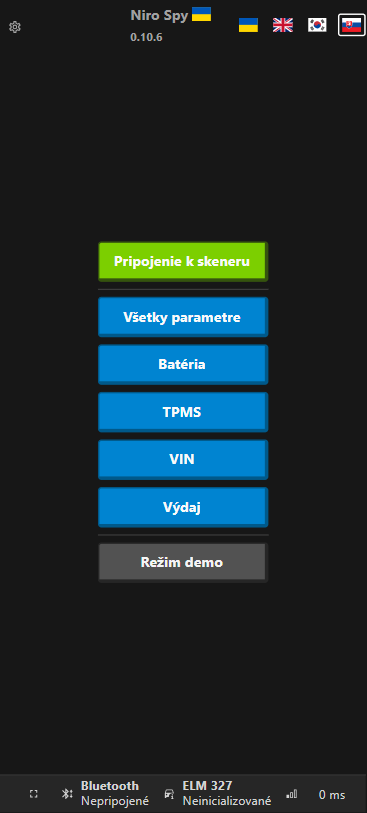 Niro Spy
0.10.6
Pripojenie k skeneru
Všetky parametre
Batéria
TPMS
VIN
Výdaj
Režim demo
Bluetooth
Nepripojené
ELM 327
Neinicializované
0 ms